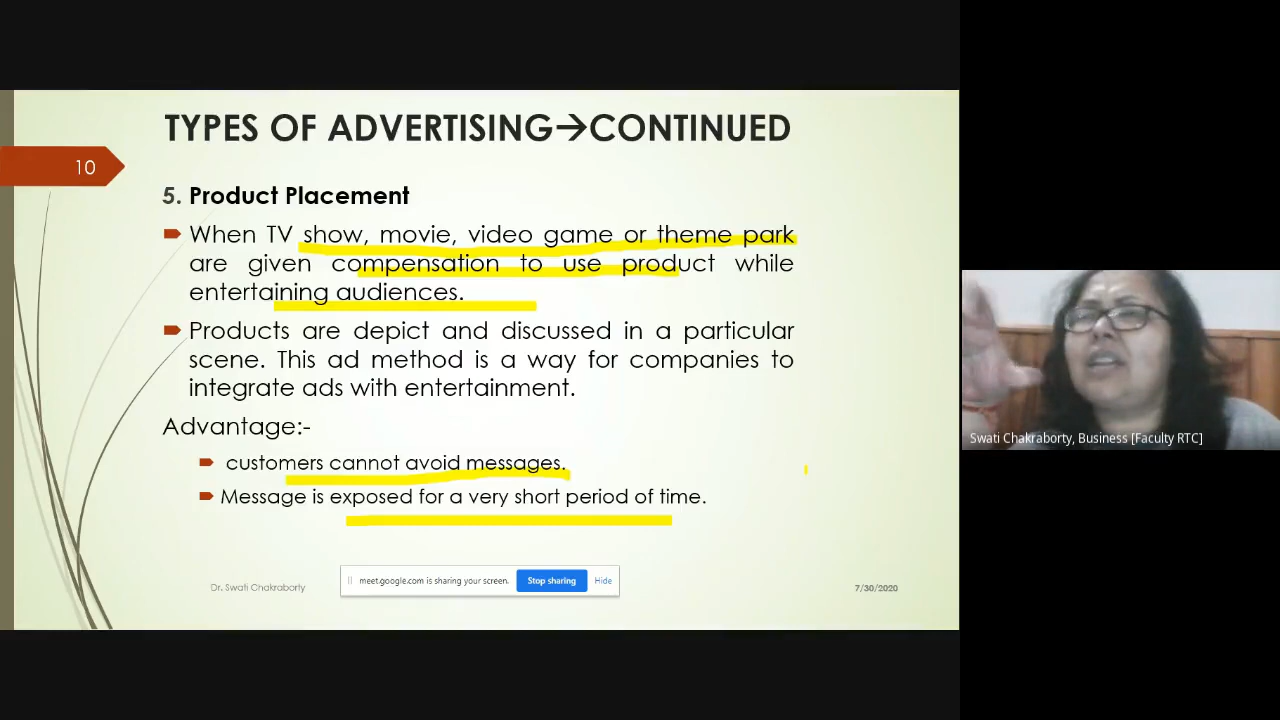 TYPES OF ADVERTISING→CONTINUED
10
5. Product Placement
When TV show, movie, video game or theme park
are given compensation to use product while
entertaining audiences.
Products are depict and discussed in a particular
scene. This ad method is a way for companies to
integrate ads with entertainment.
Advantage:-
customers cannot avoid messages.
Message is exposed for a very short period of time.
Swati Chakraborty, Business [Faculty RTC]
Dr. Swati Chakraborty
meet.google.com is sharing your screen.
Stop sharing
Hide
7/30/2020